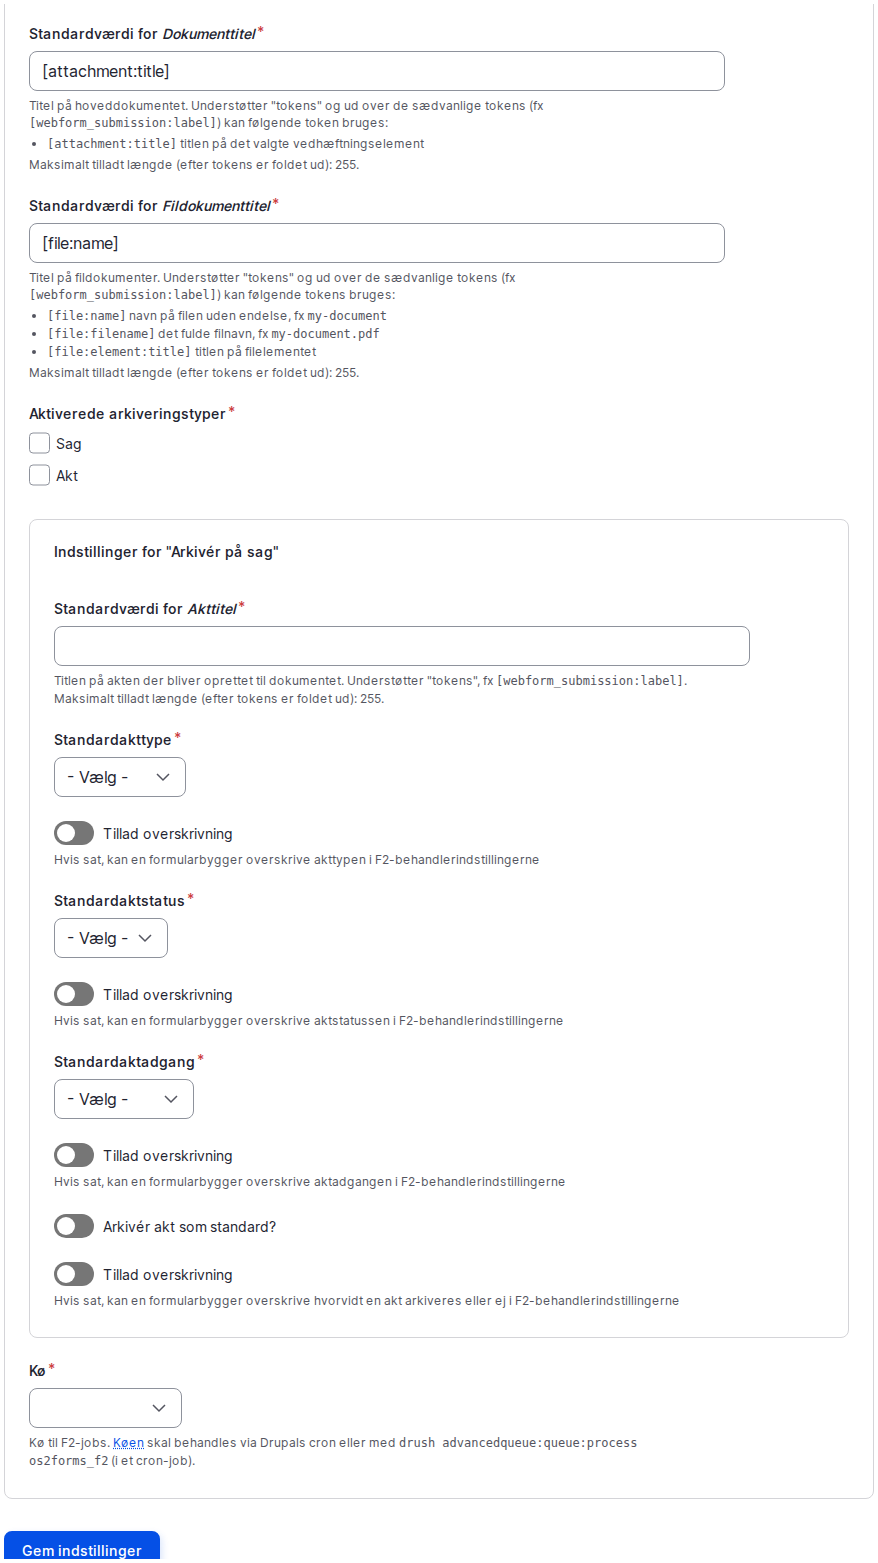 Standardværdi for Dokumenttitel*
[attachment:title]
Titel på hoveddokumentet. Understøtter "tokens" og ud over de sædvanlige tokens (fx
[webform_submission:label]) kan følgende token bruges:
• [attachment:title] titlen på det valgte vedhæftningselement
Maksimalt tilladt længde (efter tokens er foldet ud): 255.
Standardværdi for Fildokumenttitel*
[file:name]
Titel på fildokumenter. Understøtter "tokens" og ud over de sædvanlige tokens (fx
[webform_submission:label]) kan følgende tokens bruges:
• [file:name] navn på filen uden endelse, fx my-document
• [file:filename] det fulde filnavn, fx my-document.pdf
• [file:element:title] titlen på filelementet
Maksimalt tilladt længde (efter tokens er foldet ud): 255.
Aktiverede arkiveringstyper*
Sag
Akt
Indstillinger for "Arkivér på sag"
Standardværdi for Akttitel*
Titlen på akten der bliver oprettet til dokumentet. Understøtter "tokens", fx [webform_submission:label].
Maksimalt tilladt længde (efter tokens er foldet ud): 255.
Standardakttype*
- Vælg -
Tillad overskrivning
Hvis sat, kan en formularbygger overskrive akttypen i F2-behandlerindstillingerne
Standardaktstatus*
- Vælg -
Tillad overskrivning
Hvis sat, kan en formularbygger overskrive aktstatussen i F2-behandlerindstillingerne
Standardaktadgang*
- Vælg -
Tillad overskrivning
Hvis sat, kan en formularbygger overskrive aktadgangen i F2-behandlerindstillingerne
Arkivér akt som standard?
Tillad overskrivning
Hvis sat, kan en formularbygger overskrive hvorvidt en akt arkiveres eller ej i F2-behandlerindstillingerne
Kø*
Kø til F2-jobs. Køen skal behandles via Drupals cron eller med drush advancedqueue:queue:process
os2forms_f2 (i et cron-job).
Gem indstillinger